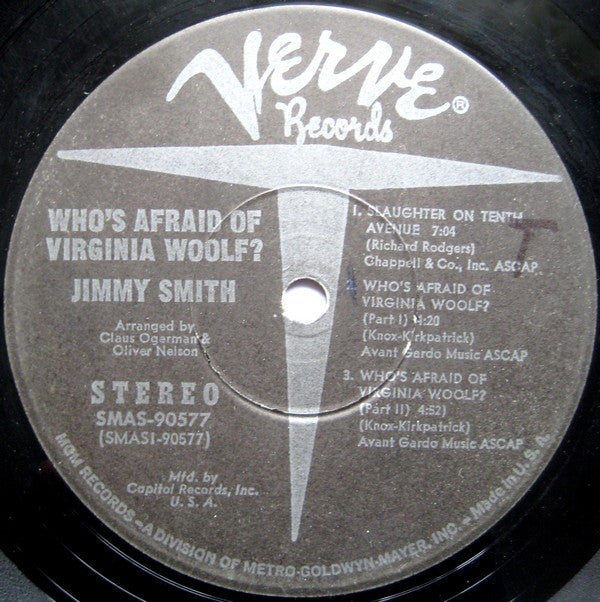 Verve®
Records
WHO'S AFRAID OF
VIRGINIA WOOLF?
JIMMY SMITH
Arranged by
Claus Ogerman &
Oliver Nelson
STEREO
SMAS-90577
(SMAS1-90577)
Mfd. by
Capitol Records, Inc.
U. S. A.
1. SLAUGHTER ON TENTH
AVENUE 7:04
(Richard Rodgers)
Chappell & Co., Inc. ASCAP
2. WHO'S AFRAID OF
VIRGINIA WOOLF?
(Part I) :20
(Knox-Kirkpatrick)
Avant Gardo Music ASCAP
3. WHO'S AFRAID OF
VIRGINIA WOOLF?
(Part II) 4:52)
(Knox-Kirkpatrick)
Avant Gardo Music ASCAP
T
MGM RECORDS—A DIVISION OF METRO-GOLDWYN-MAYER, INC. — Made in U. S. A.